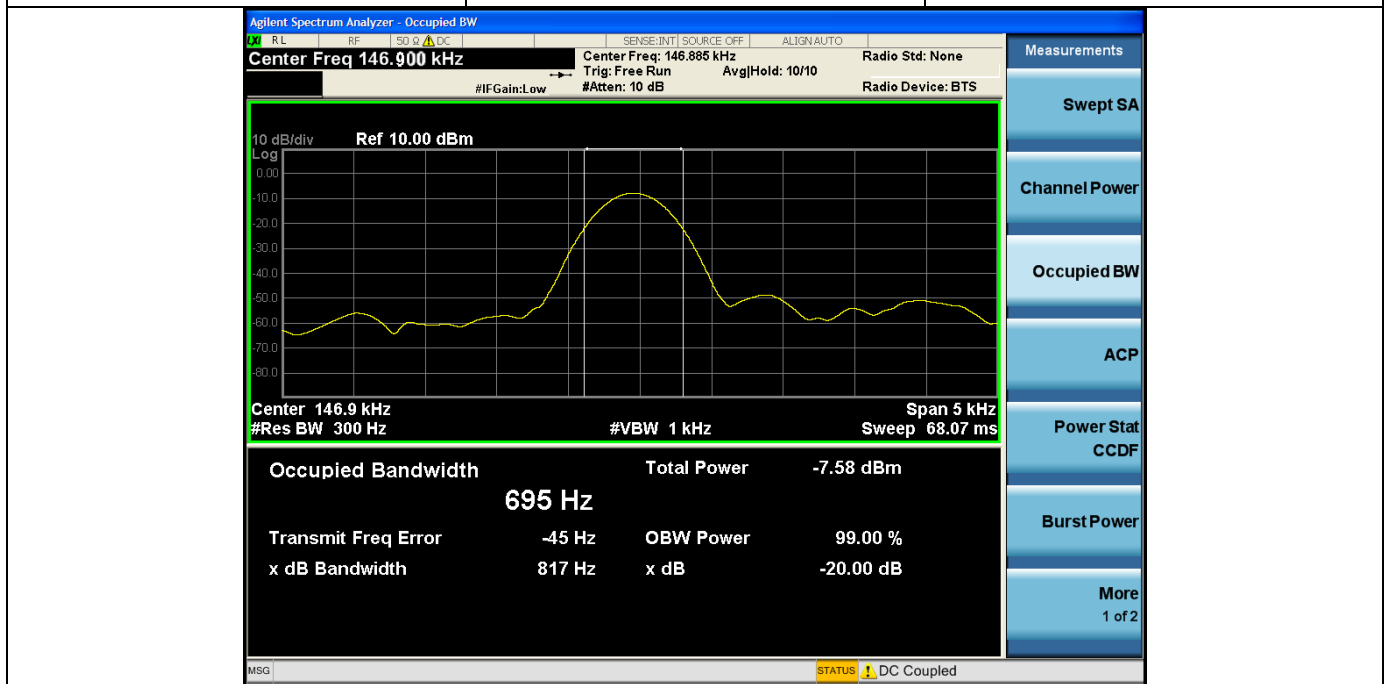 Agilent Spectrum Analyzer - Occupied BW
LXI RL RF 50 Ω DC SENSE:INT SOURCE OFF ALIGN AUTO
Center Freq 146.900 kHz
Center Freq: 146.885 kHz
Radio Std: None
Trig: Free Run Avg|Hold: 10/10
#IFGain:Low
#Atten: 10 dB
Radio Device: BTS
10 dB/div Ref 10.00 dBm
Log
0.00
-10.0
-20.0
-30.0
-40.0
-50.0
-60.0
-70.0
-80.0
Center 146.9 kHz Span 5 kHz
#Res BW 300 Hz #VBW 1 kHz Sweep 68.07 ms
Occupied Bandwidth Total Power -7.58 dBm
695 Hz
Transmit Freq Error -45 Hz OBW Power 99.00 %
x dB Bandwidth 817 Hz x dB -20.00 dB
MSG STATUS DC Coupled
Measurements
Swept SA
Channel Power
Occupied BW
ACP
Power Stat
CCDF
Burst Power
More
1 of 2